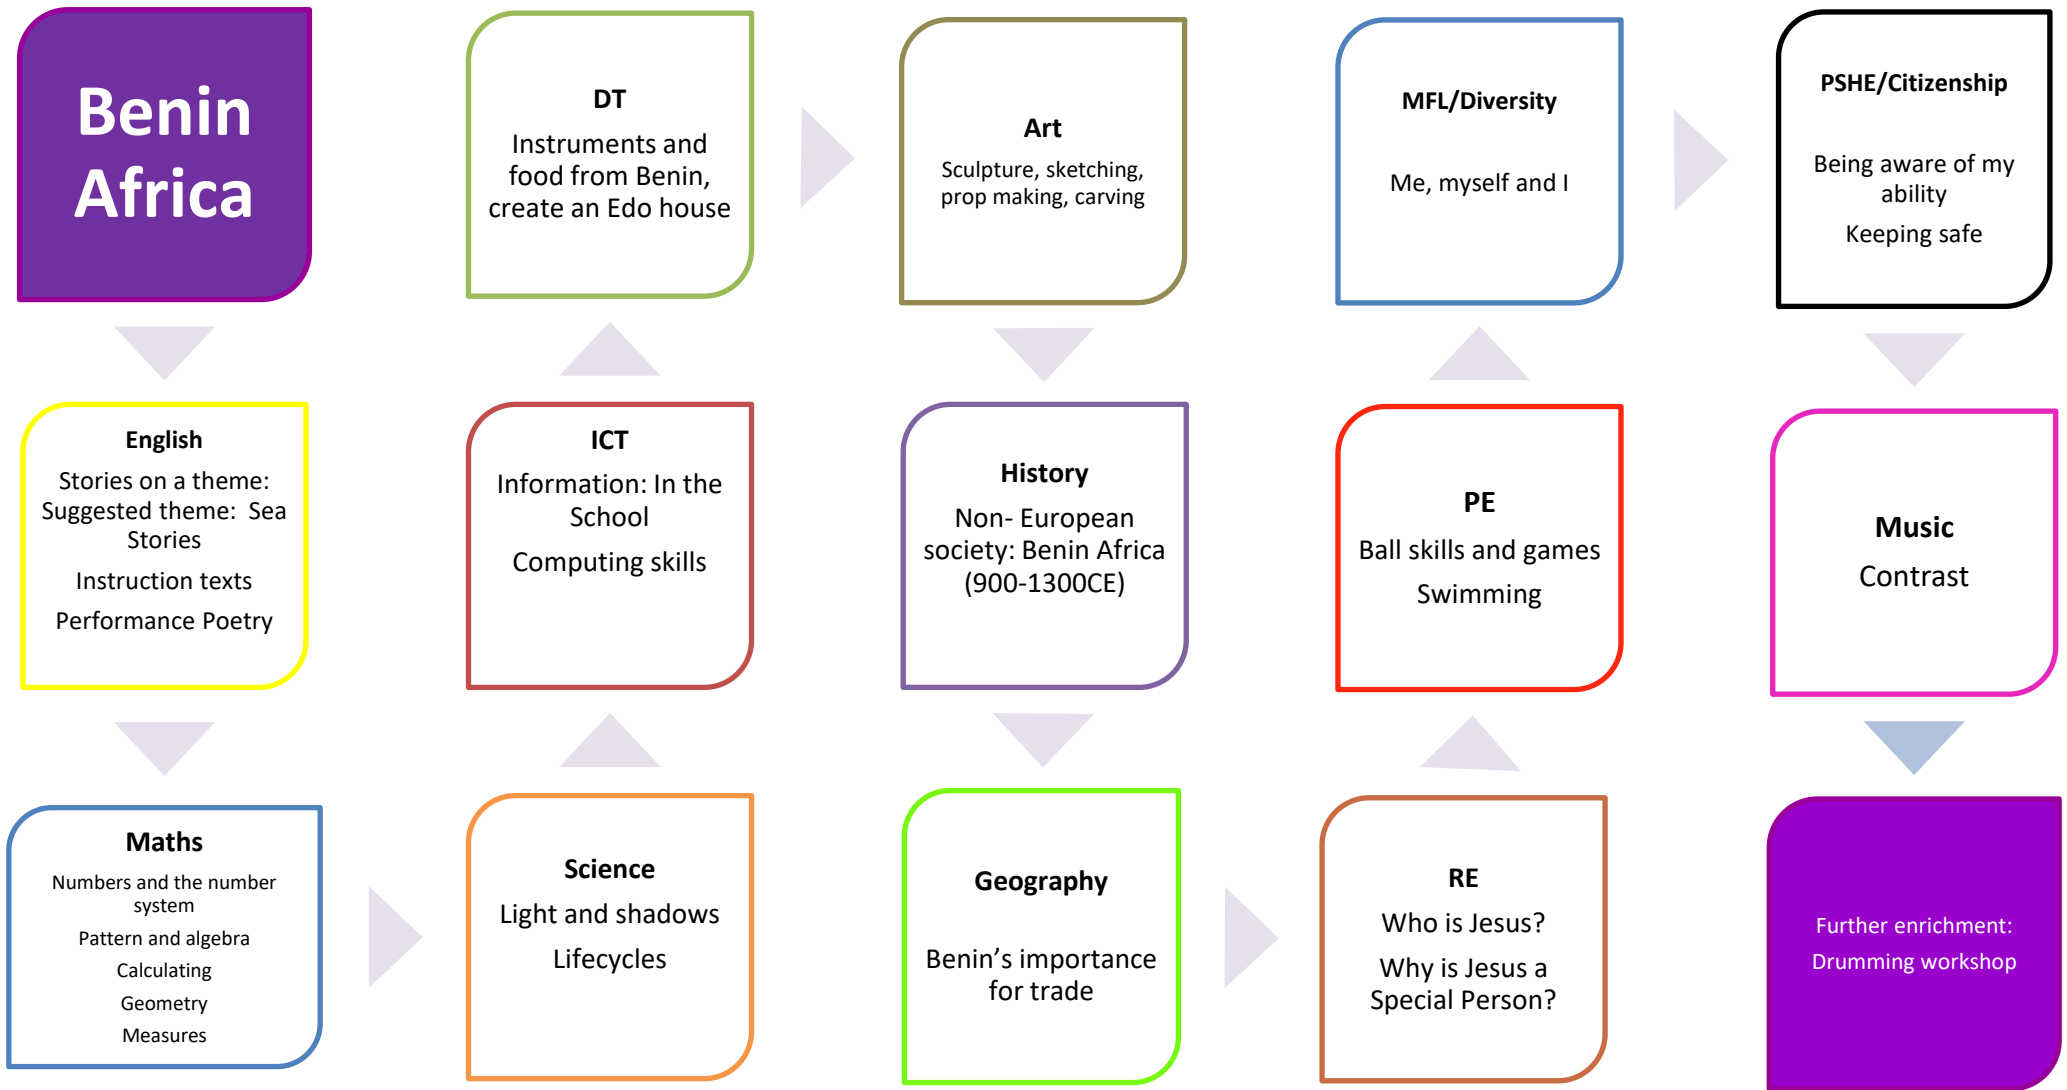 Benin
Africa
English
Stories on a theme:
Suggested theme:  Sea
Stories
Instruction texts
Performance Poetry
Maths
Numbers and the number
system
Pattern and algebra
Calculating
Geometry
Measures
Science
Light and shadows
Lifecycles
ICT
Information: In the
School
Computing skills
DT
Instruments and
food from Benin,
create an Edo house
Art
Sculpture, sketching,
prop making, carving
History
Non- European
society: Benin Africa
(900-1300CE)
Geography
Benin’s importance
for trade
RE
Who is Jesus?
Why is Jesus a
Special Person?
PE
Ball skills and games
Swimming
MFL/Diversity
Me, myself and I
PSHE/Citizenship
Being aware of my
ability
Keeping safe
Music
Contrast
Further enrichment:
Drumming workshop